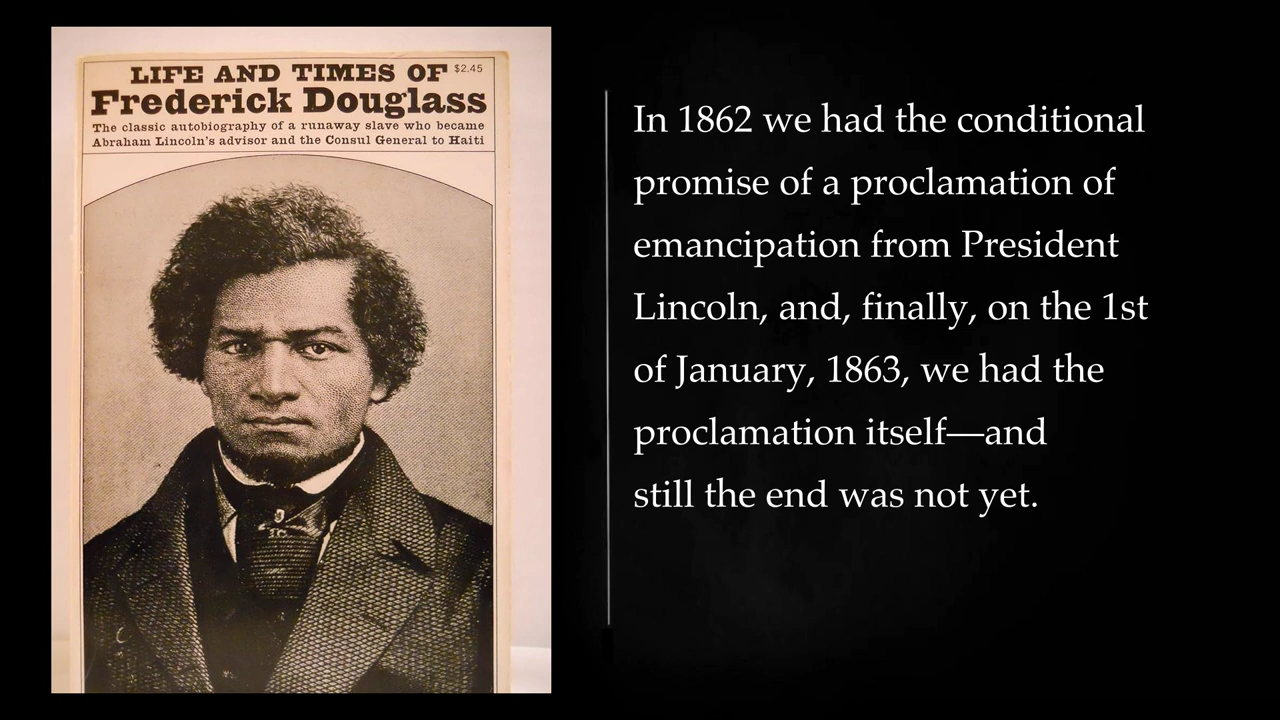 LIFE AND TIMES OF $2.45
Frederick Douglass
The classic autobiography of a runaway slave who became
Abraham Lincoln's advisor and the Consul General to Haiti
In 1862 we had the conditional
promise of a proclamation of
emancipation from President
Lincoln, and, finally, on the 1st
of January, 1863, we had the
proclamation itself—and
still the end was not yet.